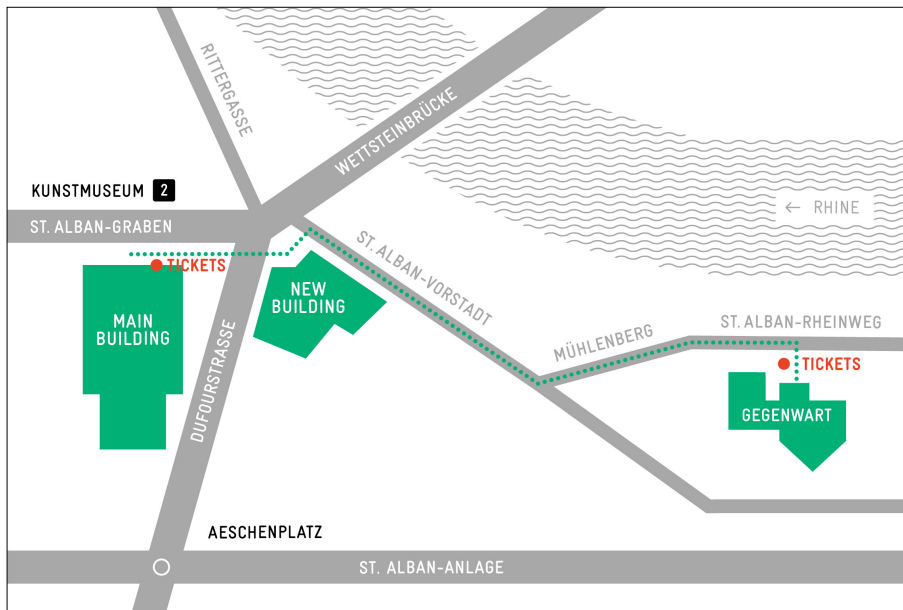 RITTERGASSE
WETTSTEINBRÜCKE
KUNSTMUSEUM 2
ST. ALBAN-GRABEN
← RHINE
TICKETS
ST. ALBAN-VORSTADT
NEW
BUILDING
MAIN
BUILDING
DUFOURSTRASSE
MÜHLENBERG
ST. ALBAN-RHEINWEG
TICKETS
GEGENWART
AESCHENPLATZ
ST. ALBAN-ANLAGE